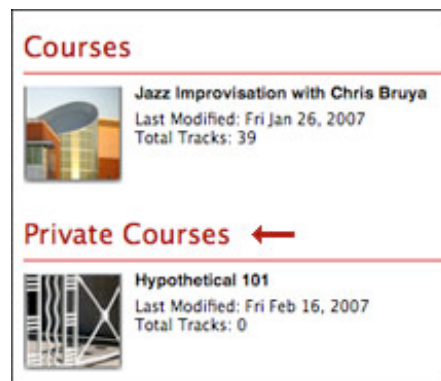 Courses
Jazz Improvisation with Chris Bruya
Last Modified: Fri Jan 26, 2007
Total Tracks: 39
Private Courses
Hypothetical 101
Last Modified: Fri Feb 16, 2007
Total Tracks: 0